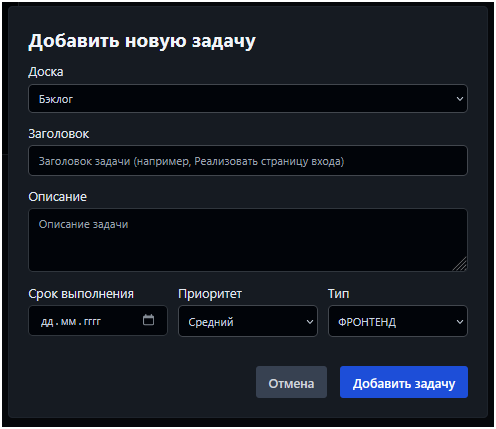 Добавить новую задачу
Доска
Бэклог
Заголовок
Заголовок задачи (например, Реализовать страницу входа)
Описание
Описание задачи
Срок выполнения Приоритет Тип
дд.мм.гггг Средний ФРОНТЕНД
Отмена Добавить задачу